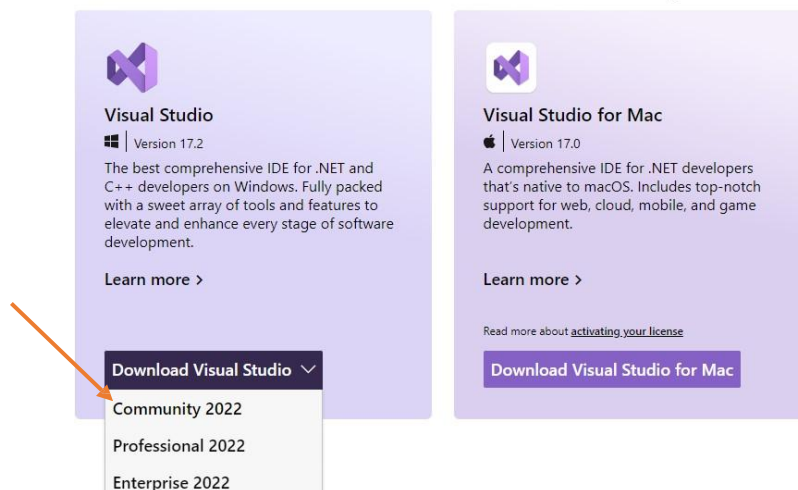 Visual Studio
Version 17.2
The best comprehensive IDE for .NET and
C++ developers on Windows. Fully packed
with a sweet array of tools and features to
elevate and enhance every stage of software
development.
Learn more >
Download Visual Studio
Community 2022
Professional 2022
Enterprise 2022
Visual Studio for Mac
Version 17.0
A comprehensive IDE for .NET developers
that's native to macOS. Includes top-notch
support for web, cloud, mobile, and game
development.
Learn more >
Read more about activating your license
Download Visual Studio for Mac